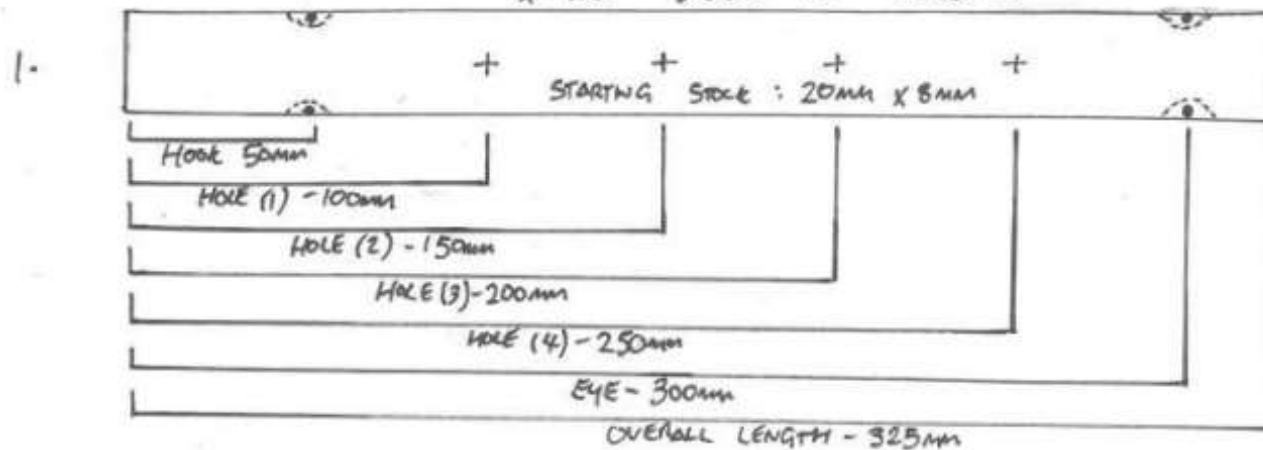 1.
STARTING STOCK : 20mm X 8mm
HOOK 50mm
HOLE (1) - 100mm
HOLE (2) - 150mm
HOLE (3) - 200mm
HOLE (4) - 250mm
EYE - 300mm
OVERALL LENGTH - 325mm